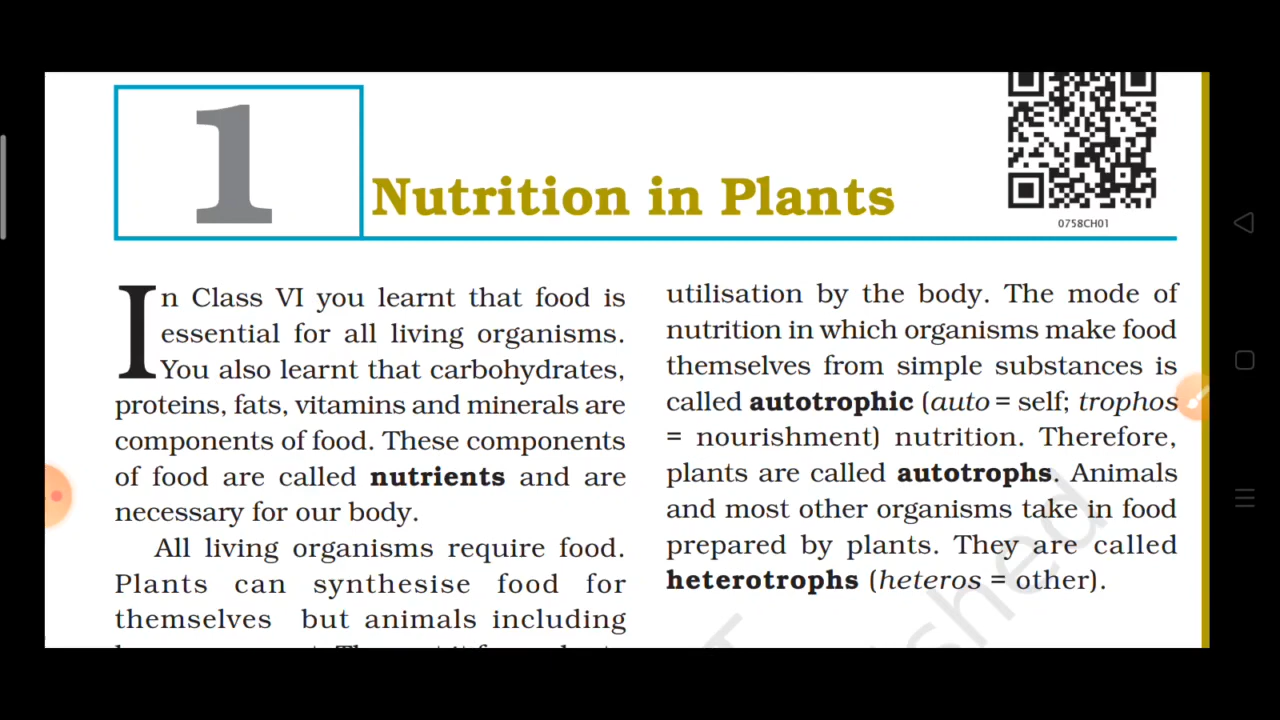 1
Nutrition in Plants
0758CH01
In Class VI you learnt that food is
essential for all living organisms.
You also learnt that carbohydrates,
proteins, fats, vitamins and minerals are
components of food. These components
of food are called nutrients and are
necessary for our body.
All living organisms require food.
Plants can synthesise food for
themselves but animals including
utilisation by the body. The mode of
nutrition in which organisms make food
themselves from simple substances is
called autotrophic (auto = self; trophos
= nourishment) nutrition. Therefore,
plants are called autotrophs. Animals
and most other organisms take in food
prepared by plants. They are called
heterotrophs (heteros = other).